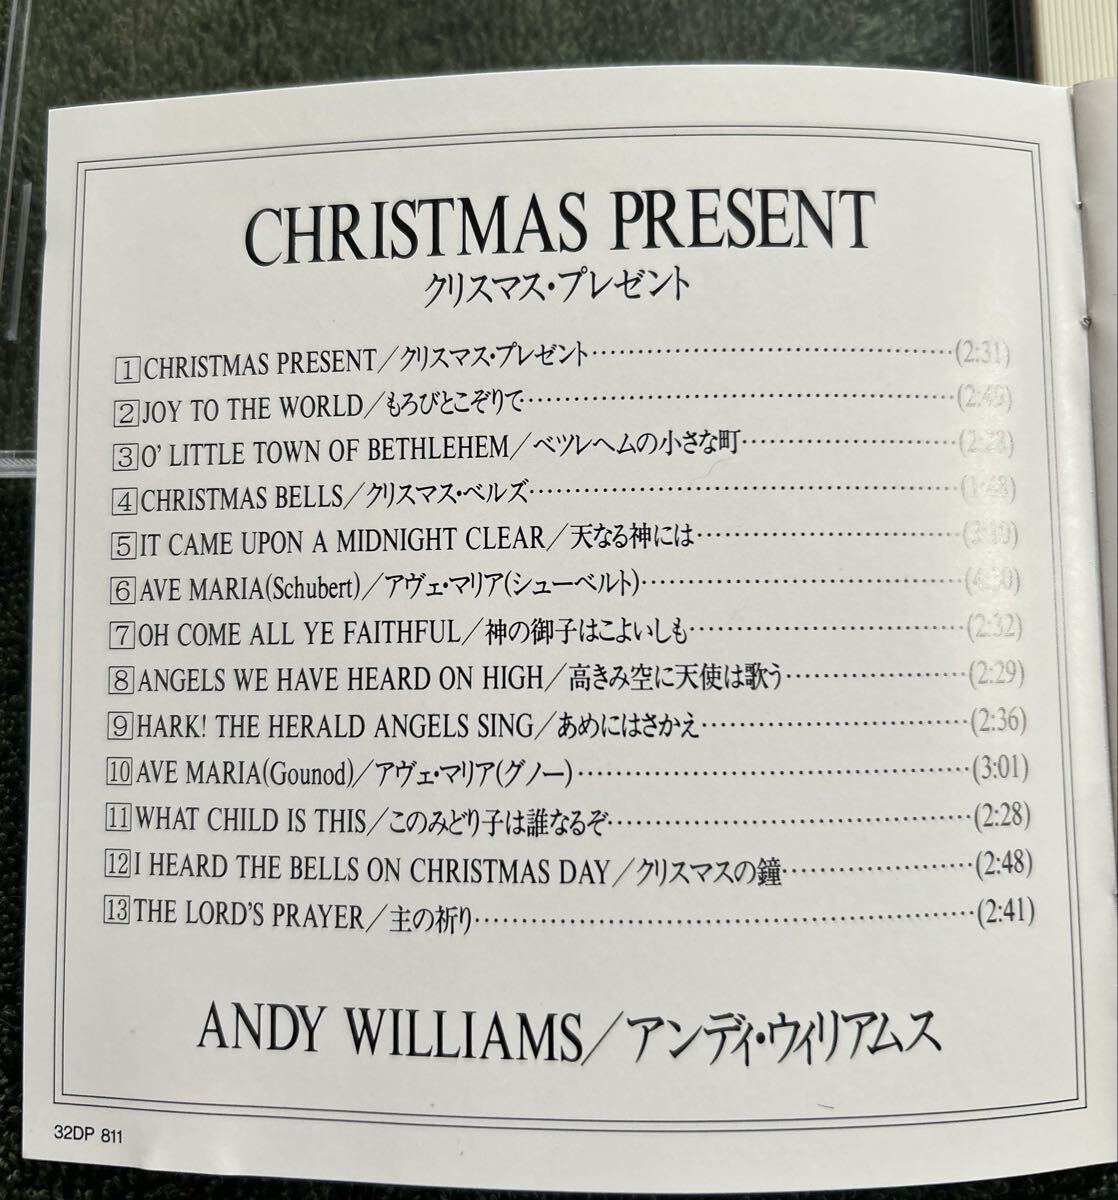 CHRISTMAS PRESENT
クリスマス・プレゼント
1 CHRISTMAS PRESENT／クリスマス・プレゼント…………(2:31)
2 JOY TO THE WORLD／もろびとこぞりて…………(2:49)
3 O' LITTLE TOWN OF BETHLEHEM／ベツレヘムの小さな町…………(2:28)
4 CHRISTMAS BELLS／クリスマス・ベルズ…………(1:48)
5 IT CAME UPON A MIDNIGHT CLEAR／天なる神には…………
6 AVE MARIA(Schubert)／アヴェ・マリア(シューベルト)…………(4:30)
7 OH COME ALL YE FAITHFUL／神の御子はこよいしも…………(2:32)
8 ANGELS WE HAVE HEARD ON HIGH／高きみ空に天使は歌う…………(2:29)
9 HARK! THE HERALD ANGELS SING／あめにはさかえ…………(2:36)
10 AVE MARIA(Gounod)／アヴェ・マリア(グノー)…………(3:01)
11 WHAT CHILD IS THIS／このみどり子は誰なるぞ…………(2:28)
12 I HEARD THE BELLS ON CHRISTMAS DAY／クリスマスの鐘…………(2:48)
13 THE LORD'S PRAYER／主の祈り…………(2:41)
ANDY WILLIAMS／アンディ・ウィリアムス
32DP 811